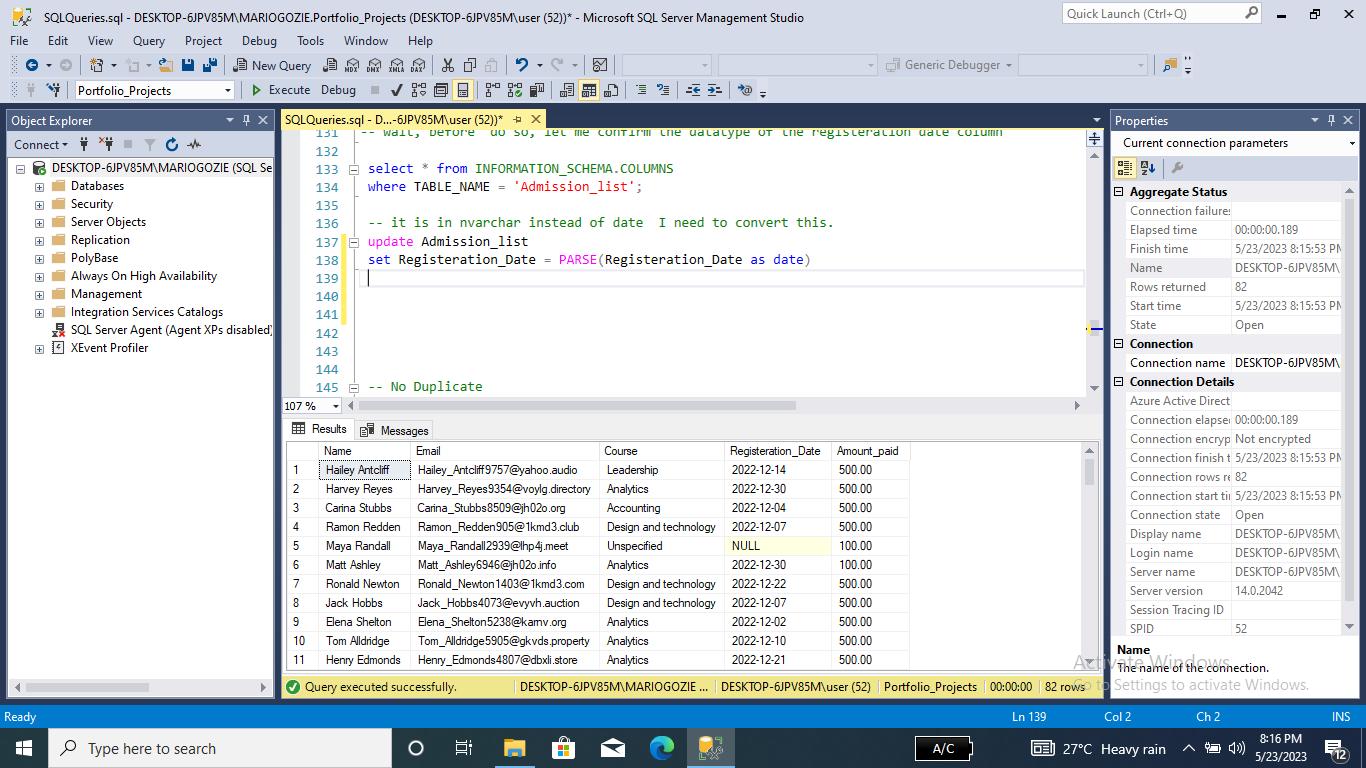 SQLQueries.sql - DESKTOP-6JPV85M\MARIOGOZIE.Portfolio_Projects (DESKTOP-6JPV85M\user (52))* - Microsoft SQL Server Management Studio
Quick Launch (Ctrl+Q)
File Edit View Query Project Debug Tools Window Help
New Query MDX DMX XMLA DAX Generic Debugger
Portfolio_Projects Execute Debug
Object Explorer
Connect
DESKTOP-6JPV85M\MARIOGOZIE (SQL Se
Databases
Security
Server Objects
Replication
PolyBase
Always On High Availability
Management
Integration Services Catalogs
SQL Server Agent (Agent XPs disabled)
XEvent Profiler
SQLQueries.sql - D...-6JPV85M\user (52))*
131 -- wait, before do so, let me confirm the datatype of the registeration date column
132
133 select * from INFORMATION_SCHEMA.COLUMNS
134 where TABLE_NAME = 'Admission_list';
135
136 -- it is in nvarchar instead of date I need to convert this.
137 update Admission_list
138 set Registeration_Date = PARSE(Registeration_Date as date)
139
140
141
142
143
144
145 -- No Duplicate
107 %
Results Messages
Name Email Course Registeration_Date Amount_paid
1 Hailey Antcliff Hailey_Antcliff9757@yahoo.audio Leadership 2022-12-14 500.00
2 Harvey Reyes Harvey_Reyes9354@voylg.directory Analytics 2022-12-30 500.00
3 Carina Stubbs Carina_Stubbs8509@jh02o.org Accounting 2022-12-04 500.00
4 Ramon Redden Ramon_Redden905@1kmd3.club Design and technology 2022-12-07 500.00
5 Maya Randall Maya_Randall2939@lhp4j.meet Unspecified NULL 100.00
6 Matt Ashley Matt_Ashley6946@jh02o.info Analytics 2022-12-30 100.00
7 Ronald Newton Ronald_Newton1403@1kmd3.com Design and technology 2022-12-22 500.00
8 Jack Hobbs Jack_Hobbs4073@evyvh.auction Design and technology 2022-12-07 500.00
9 Elena Shelton Elena_Shelton5238@kamv.org Analytics 2022-12-02 500.00
10 Tom Alldridge Tom_Alldridge5905@gkvds.property Analytics 2022-12-10 500.00
11 Henry Edmonds Henry_Edmonds4807@dbxli.store Analytics 2022-12-21 500.00
Query executed successfully. DESKTOP-6JPV85M\MARIOGOZIE ... DESKTOP-6JPV85M\user (52) Portfolio_Projects 00:00:00 82 rows
Properties
Current connection parameters
Aggregate Status
Connection failures
Elapsed time 00:00:00.189
Finish time 5/23/2023 8:15:53 PM
Name DESKTOP-6JPV85M\
Rows returned 82
Start time 5/23/2023 8:15:53 PM
State Open
Connection
Connection name DESKTOP-6JPV85M\
Connection Details
Azure Active Direct
Connection elapse 00:00:00.189
Connection encryp Not encrypted
Connection finish t 5/23/2023 8:15:53 PM
Connection rows re 82
Connection start ti 5/23/2023 8:15:53 PM
Connection state Open
Display name DESKTOP-6JPV85M\
Login name DESKTOP-6JPV85M\
Server name DESKTOP-6JPV85M\
Server version 14.0.2042
Session Tracing ID
SPID 52
Name
The name of the connection.
Activate Windows
Go to Settings to activate Windows.
Ready Ln 139 Col 2 Ch 2 INS
Type here to search
A/C
27°C Heavy rain
8:16 PM
5/23/2023
12